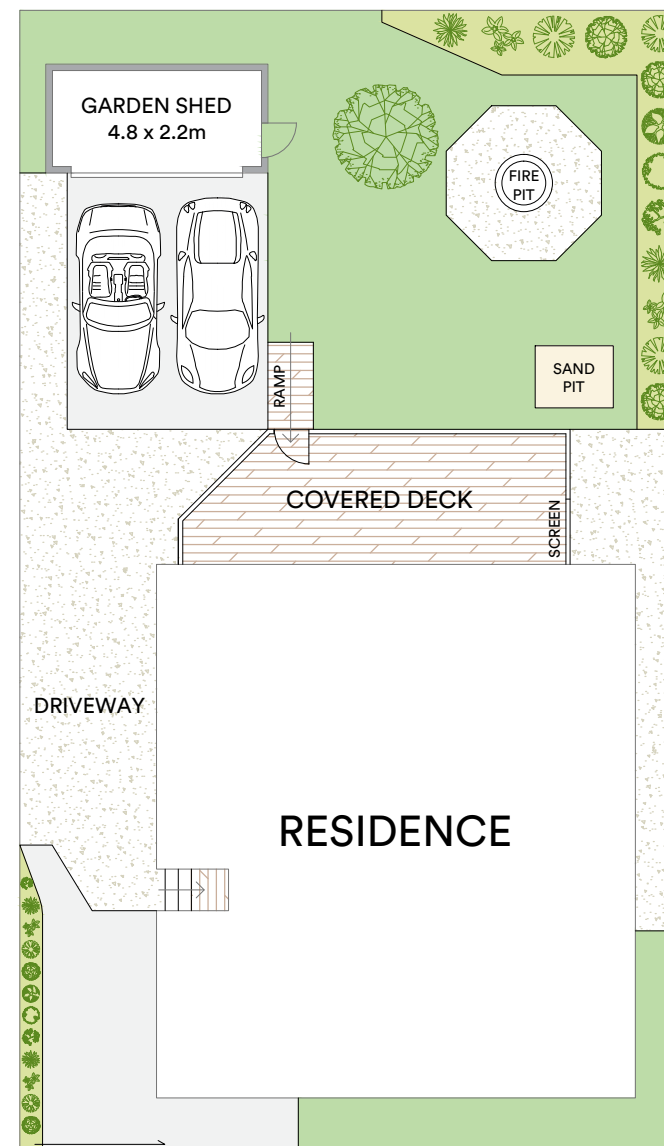 GARDEN SHED
4.8 x 2.2m
FIRE
PIT
SAND
PIT
RAMP
COVERED DECK
SCREEN
DRIVEWAY
RESIDENCE